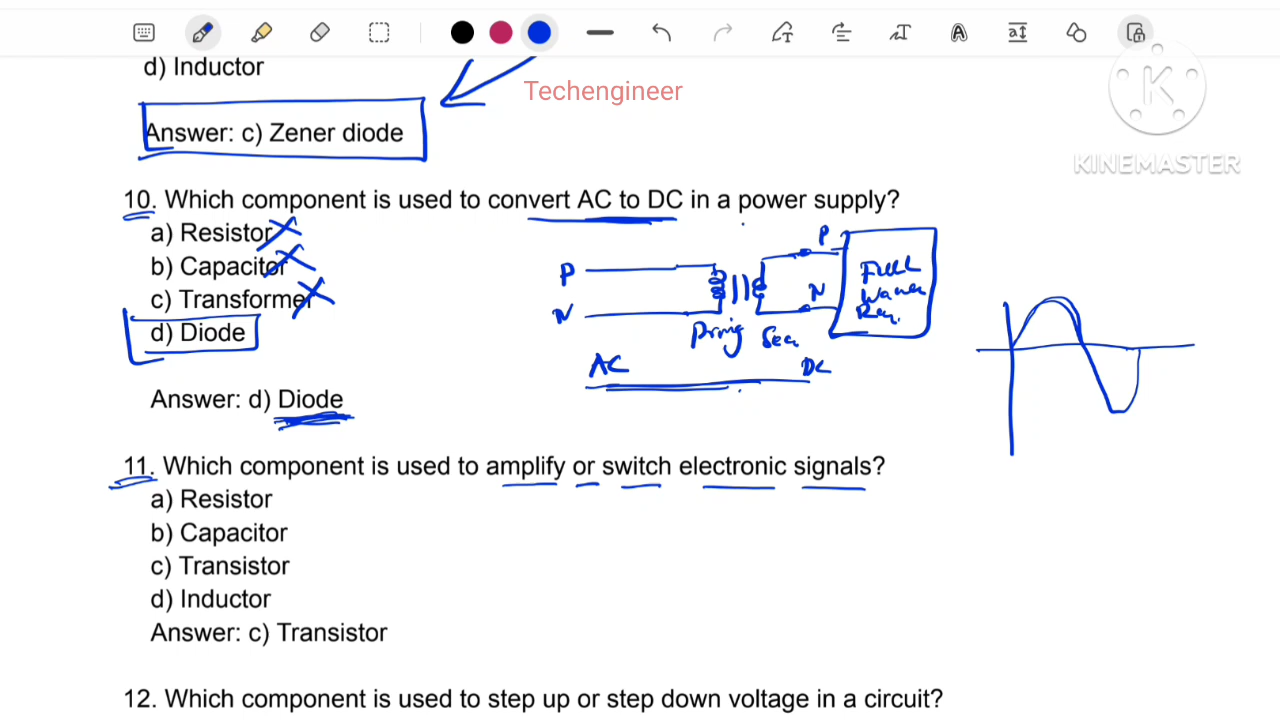 d) Inductor
Techengineer
K
KINEMASTER
Answer: c) Zener diode
10. Which component is used to convert AC to DC in a power supply?
a) Resistor
b) Capacitor
c) Transformer
d) Diode
P
N
P
N
Full
AC
DC
Answer: d) Diode
11. Which component is used to amplify or switch electronic signals?
a) Resistor
b) Capacitor
c) Transistor
d) Inductor
Answer: c) Transistor
12. Which component is used to step up or step down voltage in a circuit?